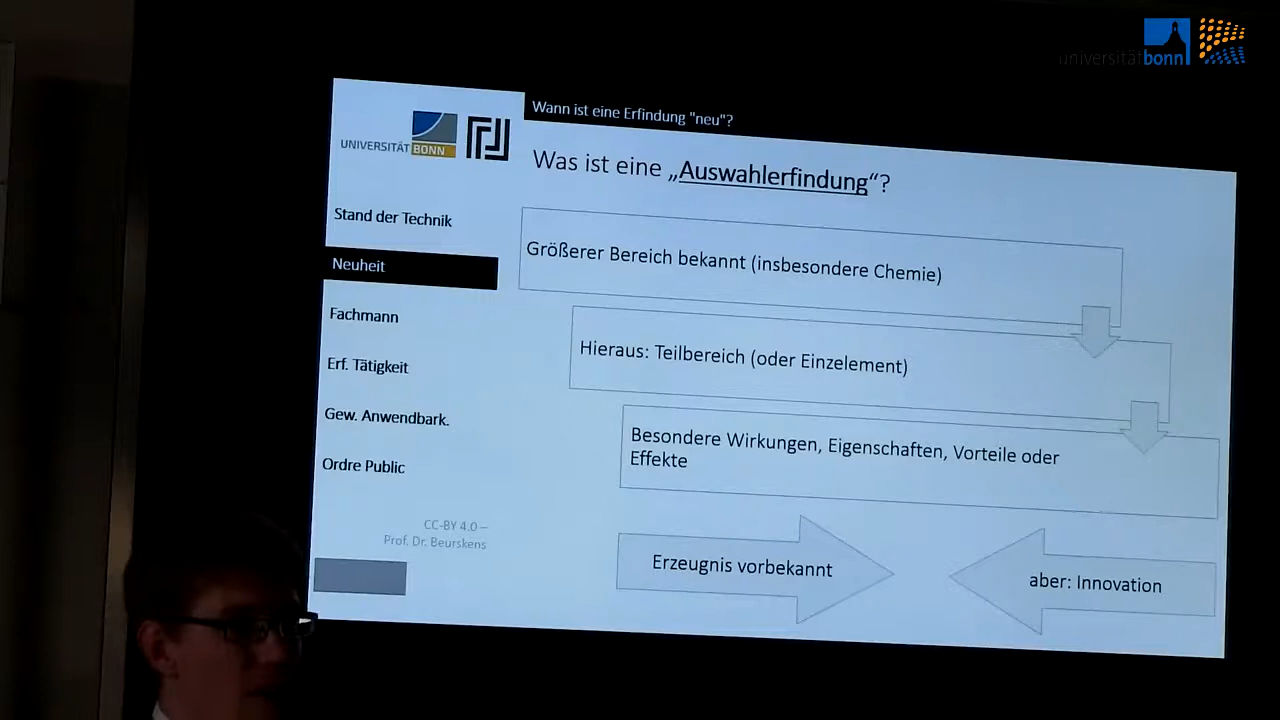 universitätbonn
Wann ist eine Erfindung "neu"?
UNIVERSITÄT BONN
Was ist eine „Auswahlerfindung“?
Stand der Technik
Neuheit
Fachmann
Erf. Tätigkeit
Gew. Anwendbark.
Ordre Public
CC-BY 4.0 –
Prof. Dr. Beurskens
Größerer Bereich bekannt (insbesondere Chemie)
Hieraus: Teilbereich (oder Einzelement)
Besondere Wirkungen, Eigenschaften, Vorteile oder
Effekte
Erzeugnis vorbekannt
aber: Innovation